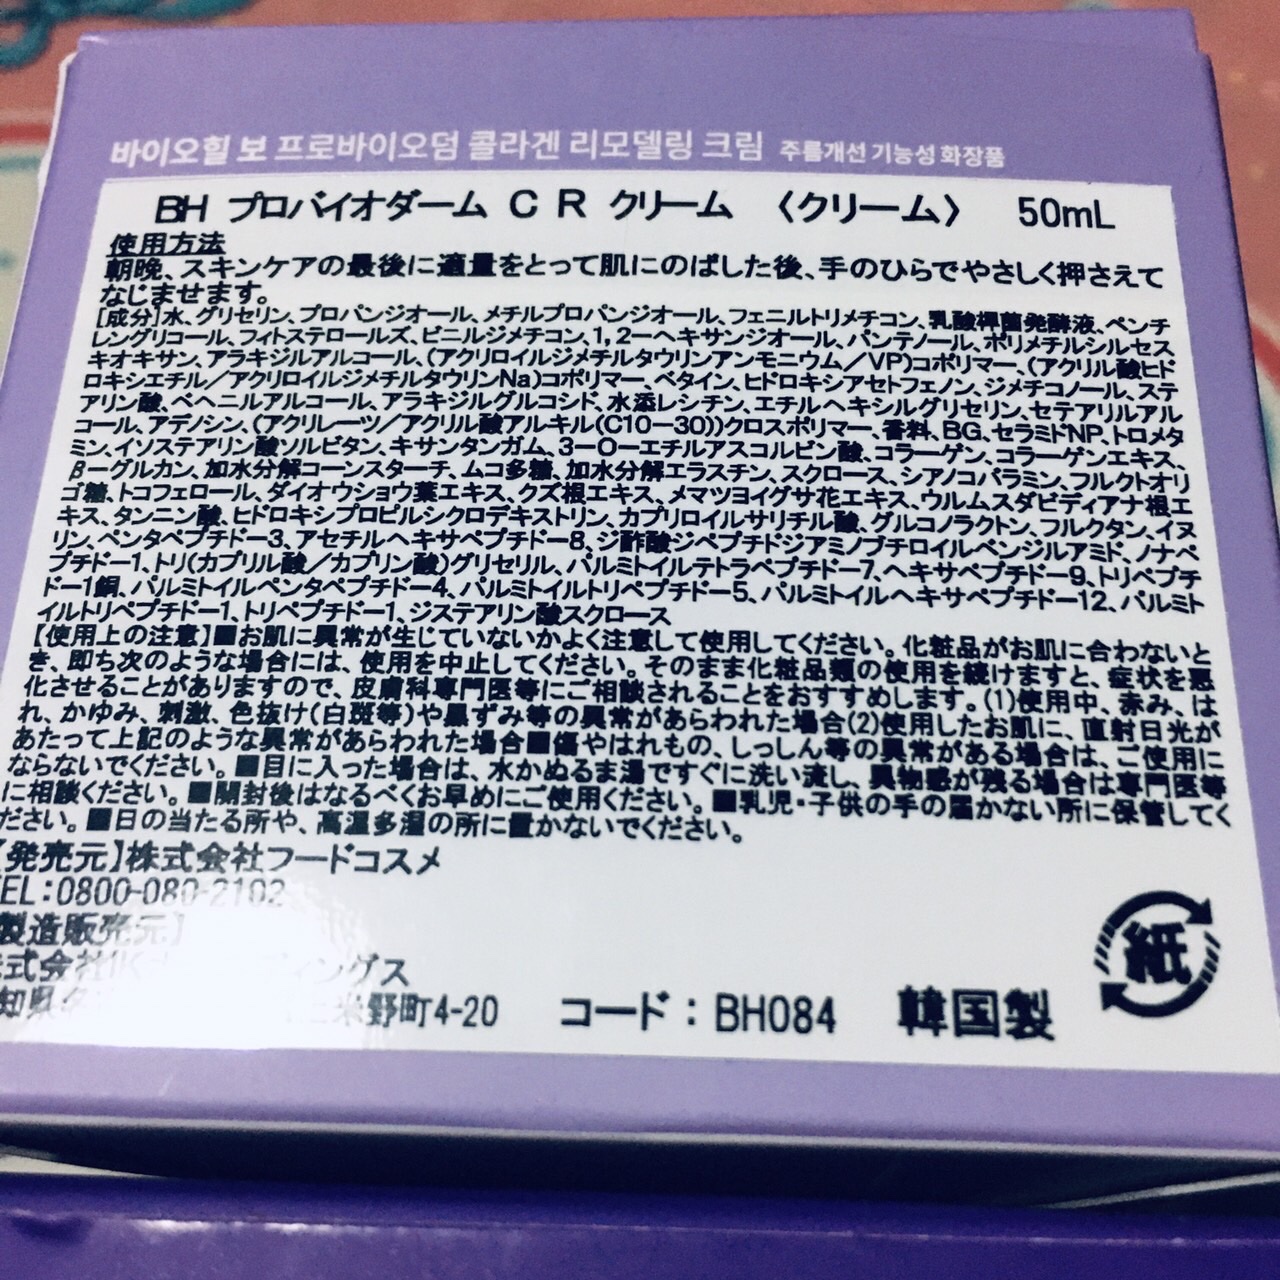 바이오힐 보 프로바이오덤 콜라겐 리모델링 크림 주름개선 기능성 화장품
BH プロバイオダーム ＣＲ クリーム 〈クリーム〉 50mL
使用方法
朝晩、スキンケアの最後に適量をとって肌にのばした後、手のひらでやさしく押さえて
なじませます。
[成分]水、グリセリン、プロパンジオール、メチルプロパンジオール、フェニルトリメチコン、乳酸桿菌発酵液、ペンチ
レングリコール、フィトステロールズ、ビニルジメチコン、1,2ーヘキサンジオール、パンテノール、ポリメチルシルセス
キオキサン、アラキジルアルコール、(アクリロイルジメチルタウリンアンモニウム／VP)コポリマー、(アクリル酸ヒド
ロキシエチル／アクリロイルジメチルタウリンNa)コポリマー、ベタイン、ヒドロキシアセトフェノン、ジメチコノール、ステ
アリン酸、ベヘニルアルコール、アラキジルグルコシド、水添レシチン、エチルヘキシルグリセリン、セテアリルアル
コール、アデノシン、(アクリレーツ／アクリル酸アルキル(C10ー30))クロスポリマー、香料、BG、セラミドNP、トロメタ
ミン、イソステアリン酸ソルビタン、キサンタンガム、3ーOーエチルアスコルビン酸、コラーゲン、コラーゲンエキス、
βーグルカン、加水分解コーンスターチ、ムコ多糖、加水分解エラスチン、スクロース、シアノコバラミン、フルクトオリ
ゴ糖、トコフェロール、ダイオウショウ葉エキス、クズ根エキス、メマツヨイグサ花エキス、ウルムスダビディアナ根エ
キス、タンニン酸、ヒドロキシプロピルシクロデキストリン、カプリロイルサリチル酸、グルコノラクトン、フルクタン、イヌ
リン、ペンタペプチドー3、アセチルヘキサペプチドー8、ジ酢酸ジペプチドジアミノブチロイルベンジルアミド、ノナペ
プチドー1、トリ(カプリル酸／カプリン酸)グリセリル、パルミトイルテトラペプチドー7、ヘキサペプチドー9、トリペプチ
ドー1銅、パルミトイルペンタペプチドー4、パルミトイルトリペプチドー5、パルミトイルヘキサペプチドー12、パルミト
イルトリペプチドー1、トリペプチドー1、ジステアリン酸スクロース
【使用上の注意】■お肌に異常が生じていないかよく注意して使用してください。化粧品がお肌に合わないと
き、即ち次のような場合には、使用を中止してください。そのまま化粧品類の使用を続けますと、症状を悪
化させることがありますので、皮膚科専門医等にご相談されることをおすすめします。(1)使用中、赤み、は
れ、かゆみ、刺激、色抜け(白斑等)や黒ずみ等の異常があらわれた場合(2)使用したお肌に、直射日光が
あたって上記のような異常があらわれた場合■傷やはれもの、しっしん等の異常がある場合は、ご使用に
ならないでください。■目に入った場合は、水かぬるま湯ですぐに洗い流し、異物感が残る場合は専門医等
に相談ください。■開封後はなるべくお早めにご使用ください。■乳児・子供の手の届かない所に保管してく
ださい。■日の当たる所や、高温多湿の所に置かないでください。
【発売元】株式会社フードコスメ
TEL:0800-080-2102
製造販売元】
株式会社 ィングス
知県 米野町4-20 コード：BH084 韓国製
紙